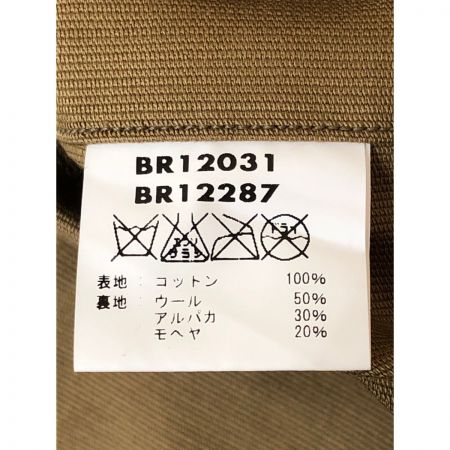 BR12031
BR12287
エンソ サラシ ドライ
表地 : コットン 100%
裏地 : ウール 50%
アルパカ 30%
モヘヤ 20%